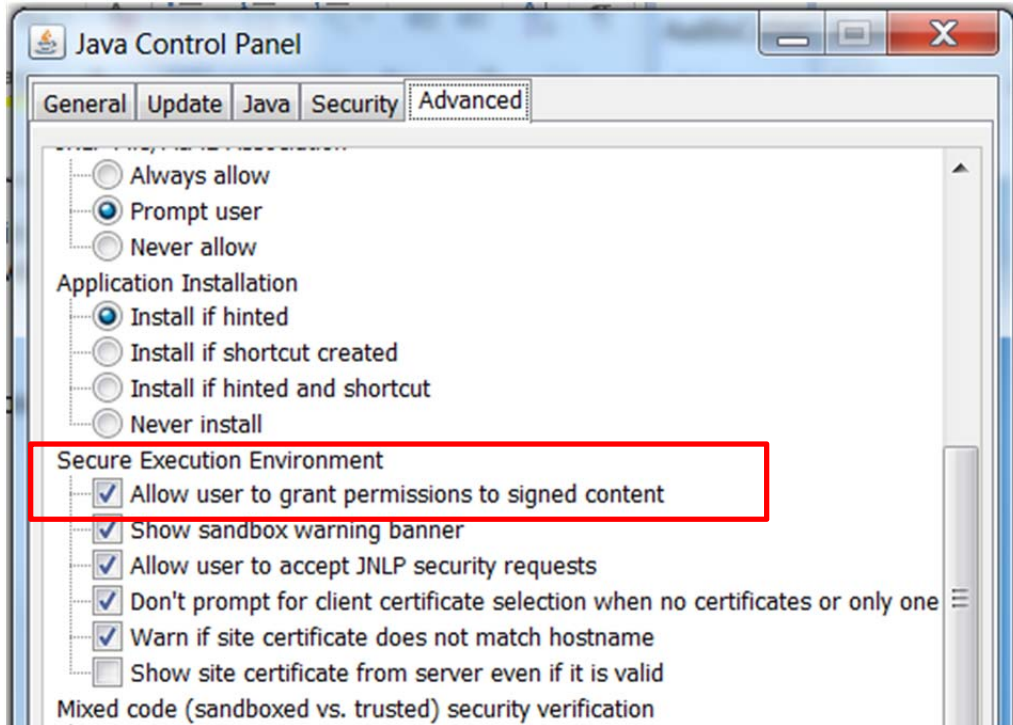 Java Control Panel
General Update Java Security Advanced
Always allow
Prompt user
Never allow
Application Installation
Install if hinted
Install if shortcut created
Install if hinted and shortcut
Never install
Secure Execution Environment
Allow user to grant permissions to signed content
Show sandbox warning banner
Allow user to accept JNLP security requests
Don't prompt for client certificate selection when no certificates or only one
Warn if site certificate does not match hostname
Show site certificate from server even if it is valid
Mixed code (sandboxed vs. trusted) security verification